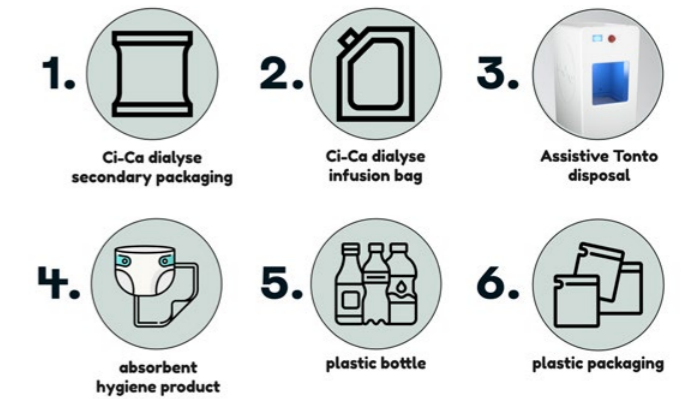 1.
Ci-Ca dialyse
secondary packaging
2.
Ci-Ca dialyse
infusion bag
3.
Assistive Tonto
disposal
4.
absorbent
hygiene product
5.
plastic bottle
6.
plastic packaging